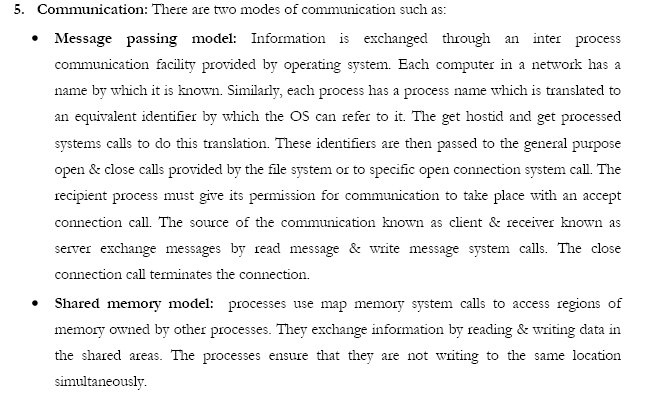 5. Communication: There are two modes of communication such as:
• Message passing model: Information is exchanged through an inter process
communication facility provided by operating system. Each computer in a network has a
name by which it is known. Similarly, each process has a process name which is translated to
an equivalent identifier by which the OS can refer to it. The get hostid and get processed
systems calls to do this translation. These identifiers are then passed to the general purpose
open & close calls provided by the file system or to specific open connection system call. The
recipient process must give its permission for communication to take place with an accept
connection call. The source of the communication known as client & receiver known as
server exchange messages by read message & write message system calls. The close
connection call terminates the connection.
• Shared memory model: processes use map memory system calls to access regions of
memory owned by other processes. They exchange information by reading & writing data in
the shared areas. The processes ensure that they are not writing to the same location
simultaneously.